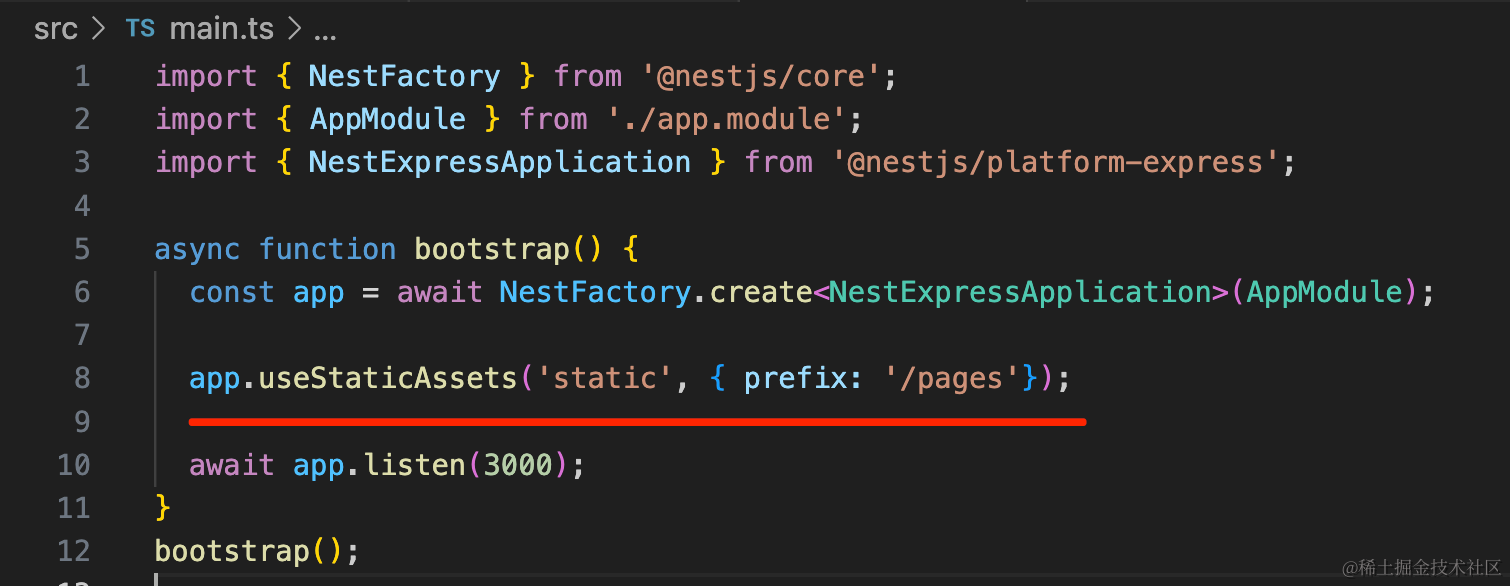 src > TS main.ts > ...
1 import { NestFactory } from '@nestjs/core';
2 import { AppModule } from './app.module';
3 import { NestExpressApplication } from '@nestjs/platform-express';
4
5 async function bootstrap() {
6 const app = await NestFactory.create<NestExpressApplication>(AppModule);
7
8 app.useStaticAssets('static', { prefix: '/pages'});
9
10 await app.listen(3000);
11 }
12 bootstrap();
@稀土掘金技术社区